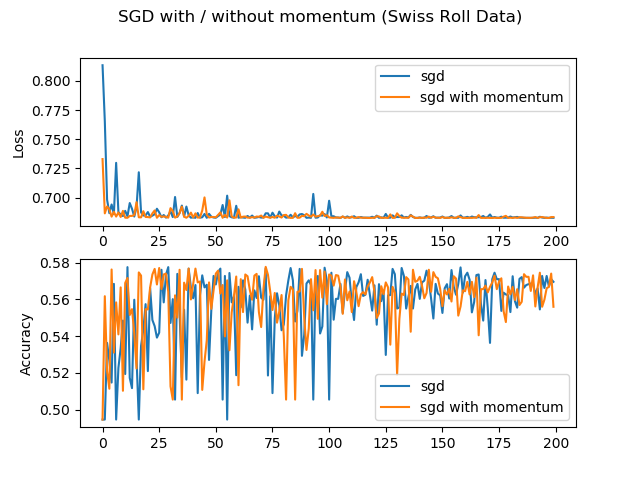 SGD with / without momentum (Swiss Roll Data)
sgd
sgd with momentum
Loss
0.800
0.775
0.750
0.725
0.700
0 25 50 75 100 125 150 175 200
Accuracy
0.58
0.56
0.54
0.52
0.50
sgd
sgd with momentum
0 25 50 75 100 125 150 175 200